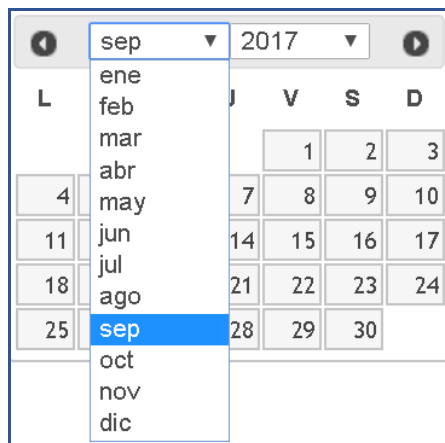 sep 2017
ene
feb
mar
abr
may
jun
jul
ago
sep
oct
nov
dic
L V S D
1 2 3
4 7 8 9 10
11 14 15 16 17
18 21 22 23 24
25 28 29 30